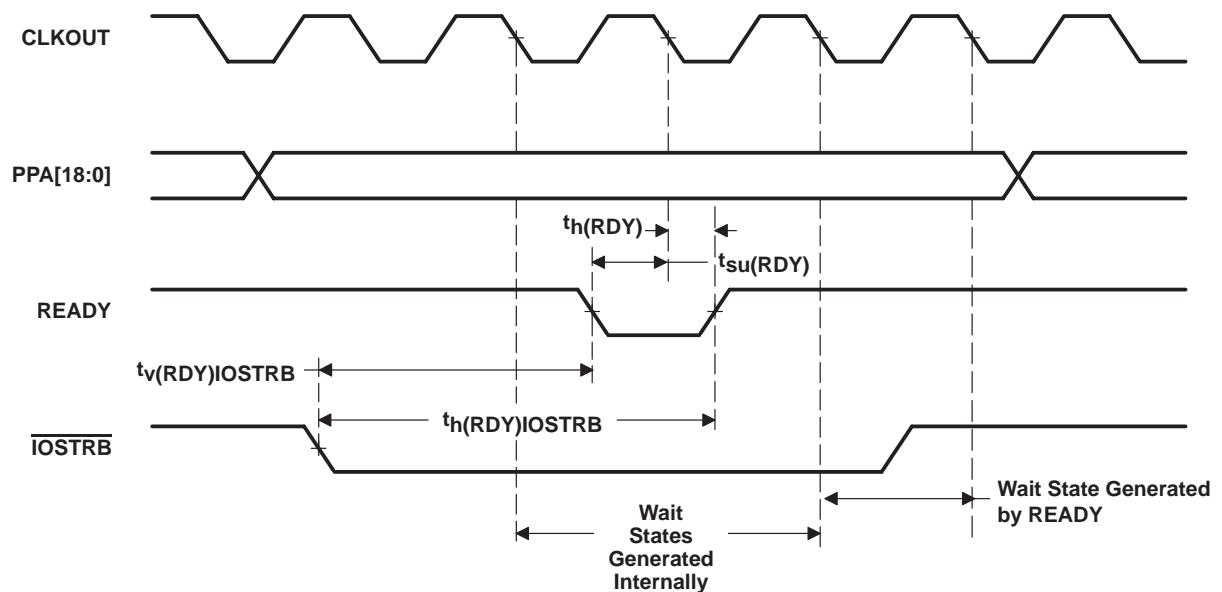 CLKOUT
PPA[18:0]
th(RDY)
tsu(RDY)
READY
tv(RDY)IOSTRB
th(RDY)IOSTRB
IOSTRB
Wait State Generated
by READY
Wait
States
Generated
Internally